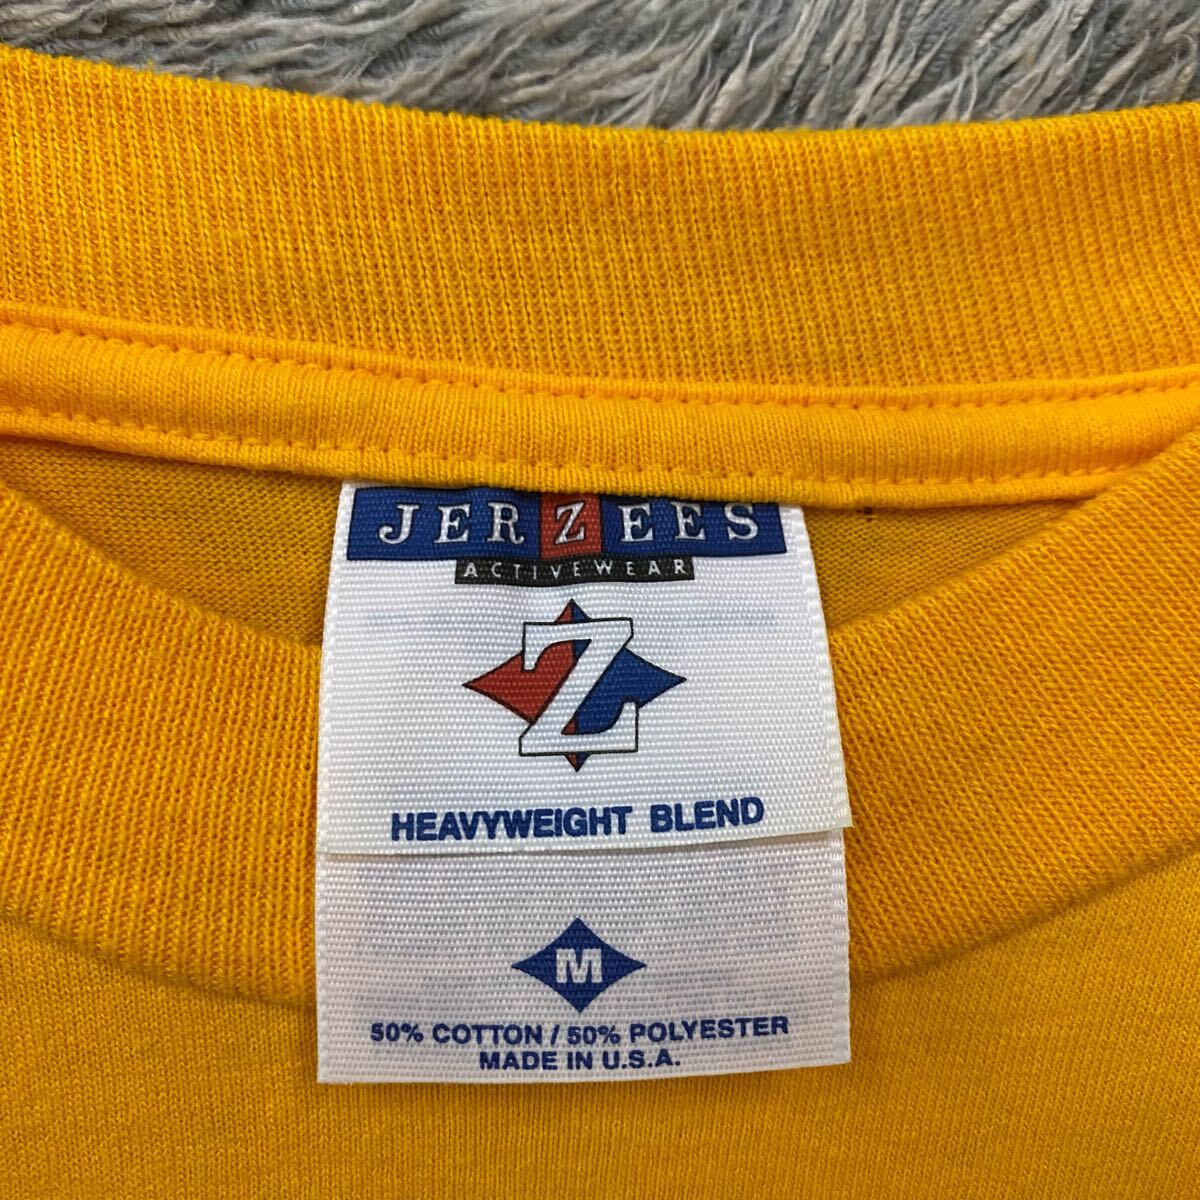 JERZEES
ACTIVEWEAR
Z
HEAVYWEIGHT BLEND
M
50% COTTON / 50% POLYESTER
MADE IN U.S.A.